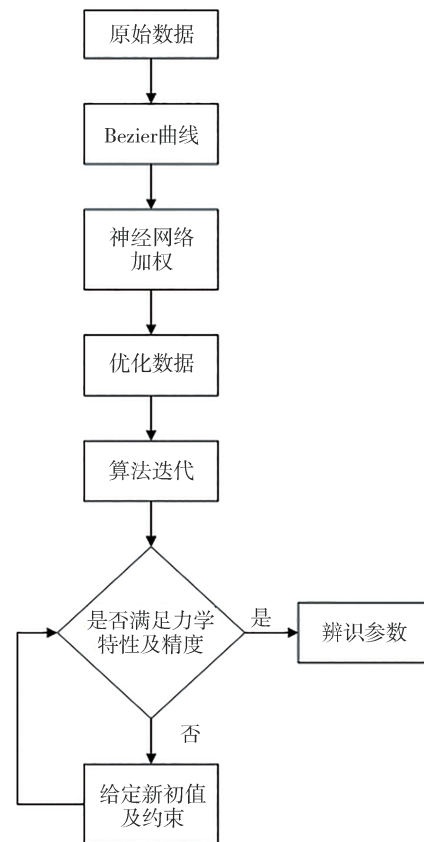 原始数据
Bezier曲线
神经网络
加权
优化数据
算法迭代
是否满足力学
特性及精度
是
辨识参数
否
给定新初值
及约束